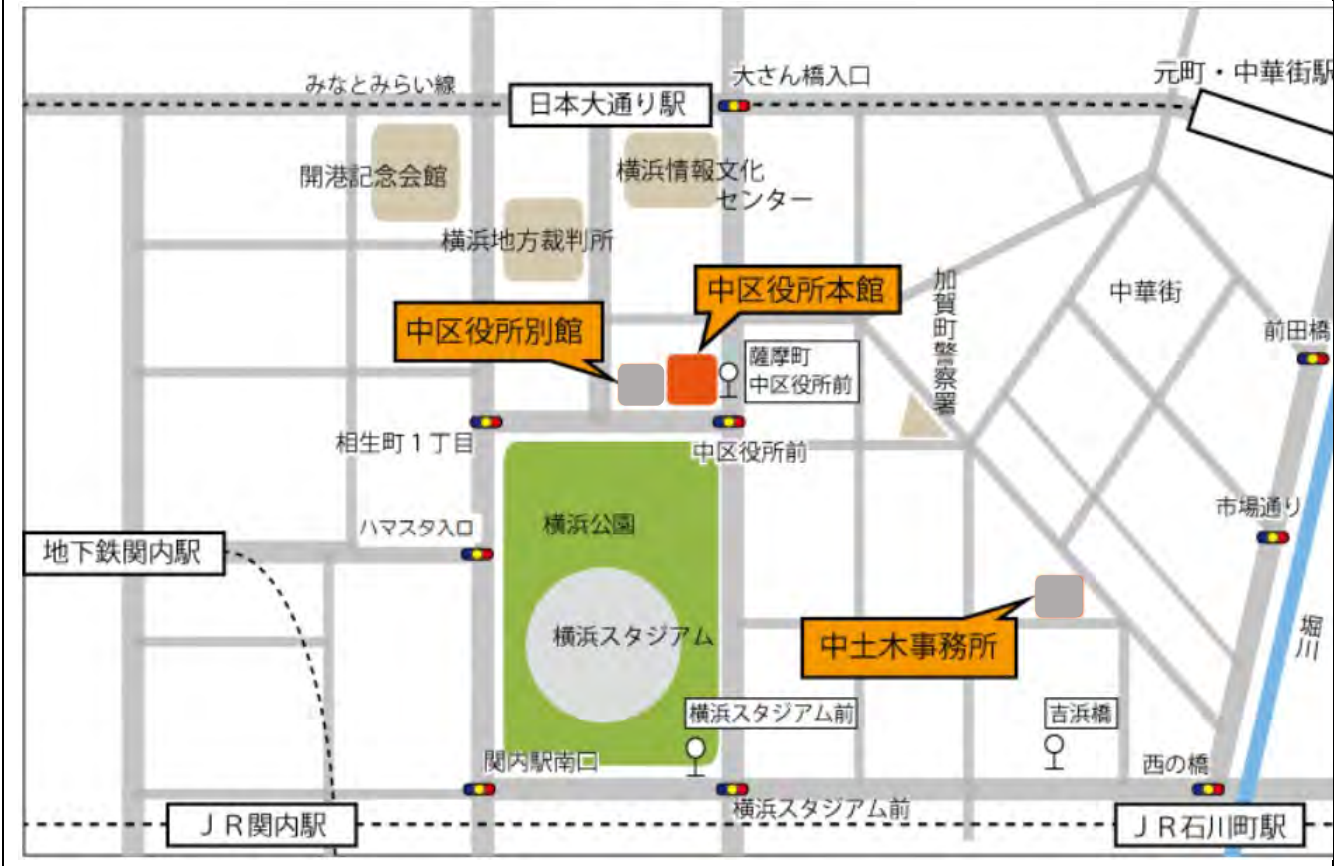 みなとみらい線
大さん橋入口
元町・中華街駅
日本大通り駅
開港記念会館
横浜情報文化
センター
横浜地方裁判所
中区役所本館
中区役所別館
加賀町警察署
中華街
前田橋
薩摩町
中区役所前
相生町１丁目
中区役所前
市場通り
横浜公園
ハマスタ入口
地下鉄関内駅
横浜スタジアム
中土木事務所
堀川
横浜スタジアム前
吉浜橋
関内駅南口
西の橋
横浜スタジアム前
ＪＲ関内駅
ＪＲ石川町駅